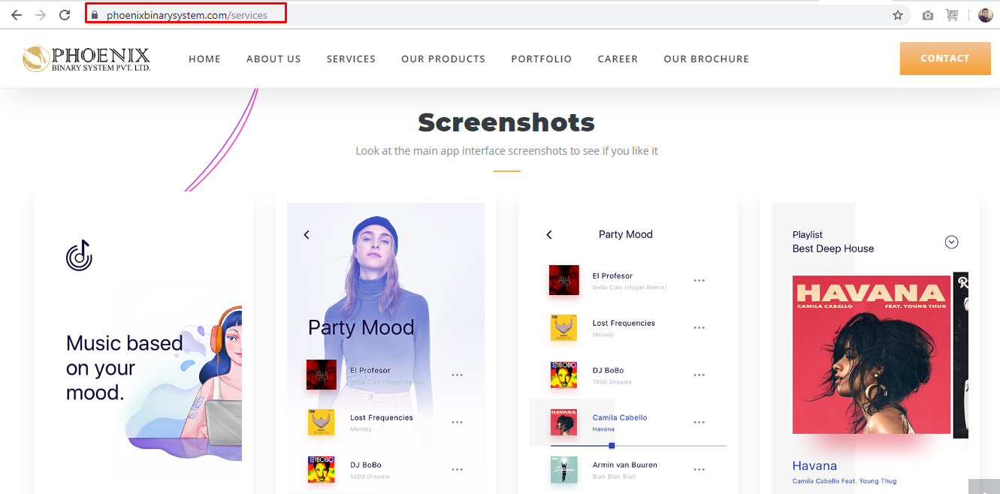 phoenixbinarysystem.com/services
PHOENIX
BINARY SYSTEM PVT. LTD.
HOME ABOUT US SERVICES OUR PRODUCTS PORTFOLIO CAREER OUR BROCHURE
CONTACT
Screenshots
Look at the main app interface screenshots to see if you like it
Music based
on your
mood.
Party Mood
El Profesor
Bella Ciao (Hugel Remix)
Lost Frequencies
Melody
DJ BoBo
1000 Dreams
Party Mood
El Profesor
Bella Ciao (Hugel Remix)
Lost Frequencies
Melody
DJ BoBo
1000 Dreams
HAVANA
Camila Cabello
Havana
Armin van Buuren
Blah Blah Blah
Playlist
Best Deep House
HAVANA
CAMILA CABELLO FEAT. YOUNG THUG
Havana
Camila Cabello Feat. Young Thug